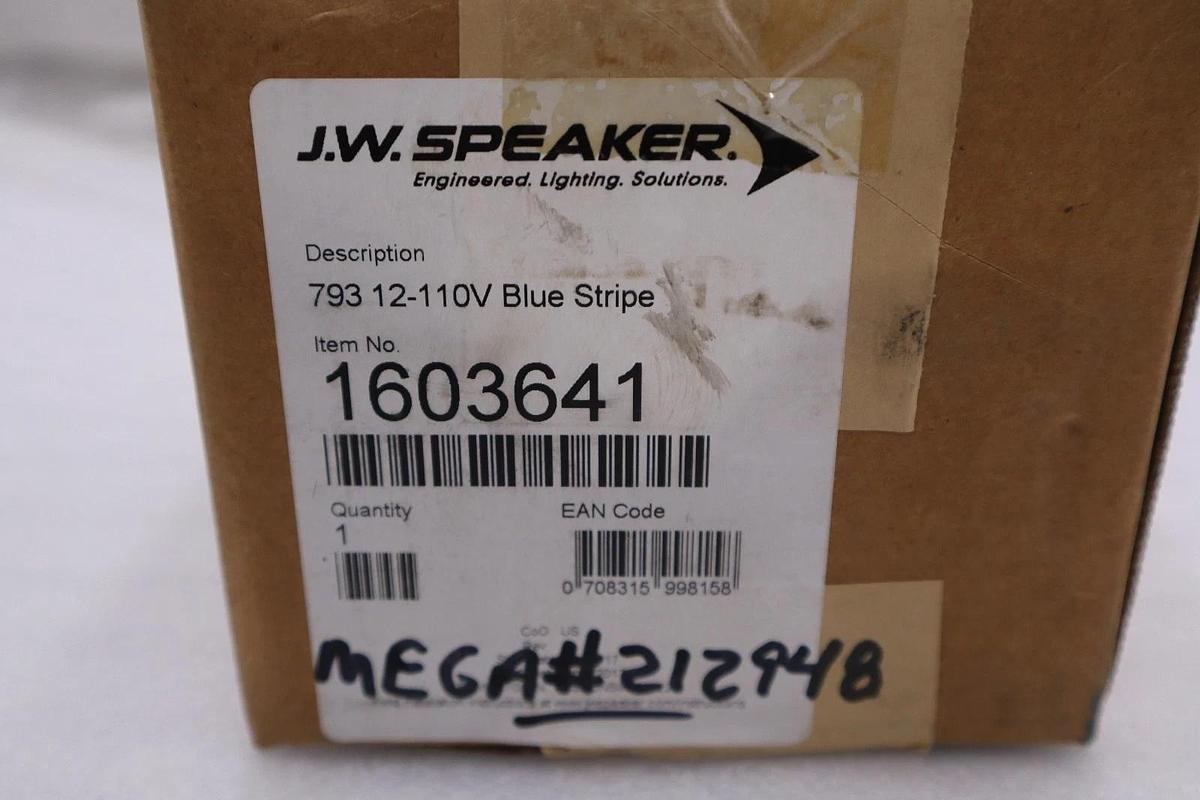 J.W. SPEAKER.
Engineered. Lighting. Solutions.
Description
793 12-110V Blue Stripe
Item No.
1603641
Quantity
1
EAN Code
0 708315 998158
CoO US
MEGA#212948